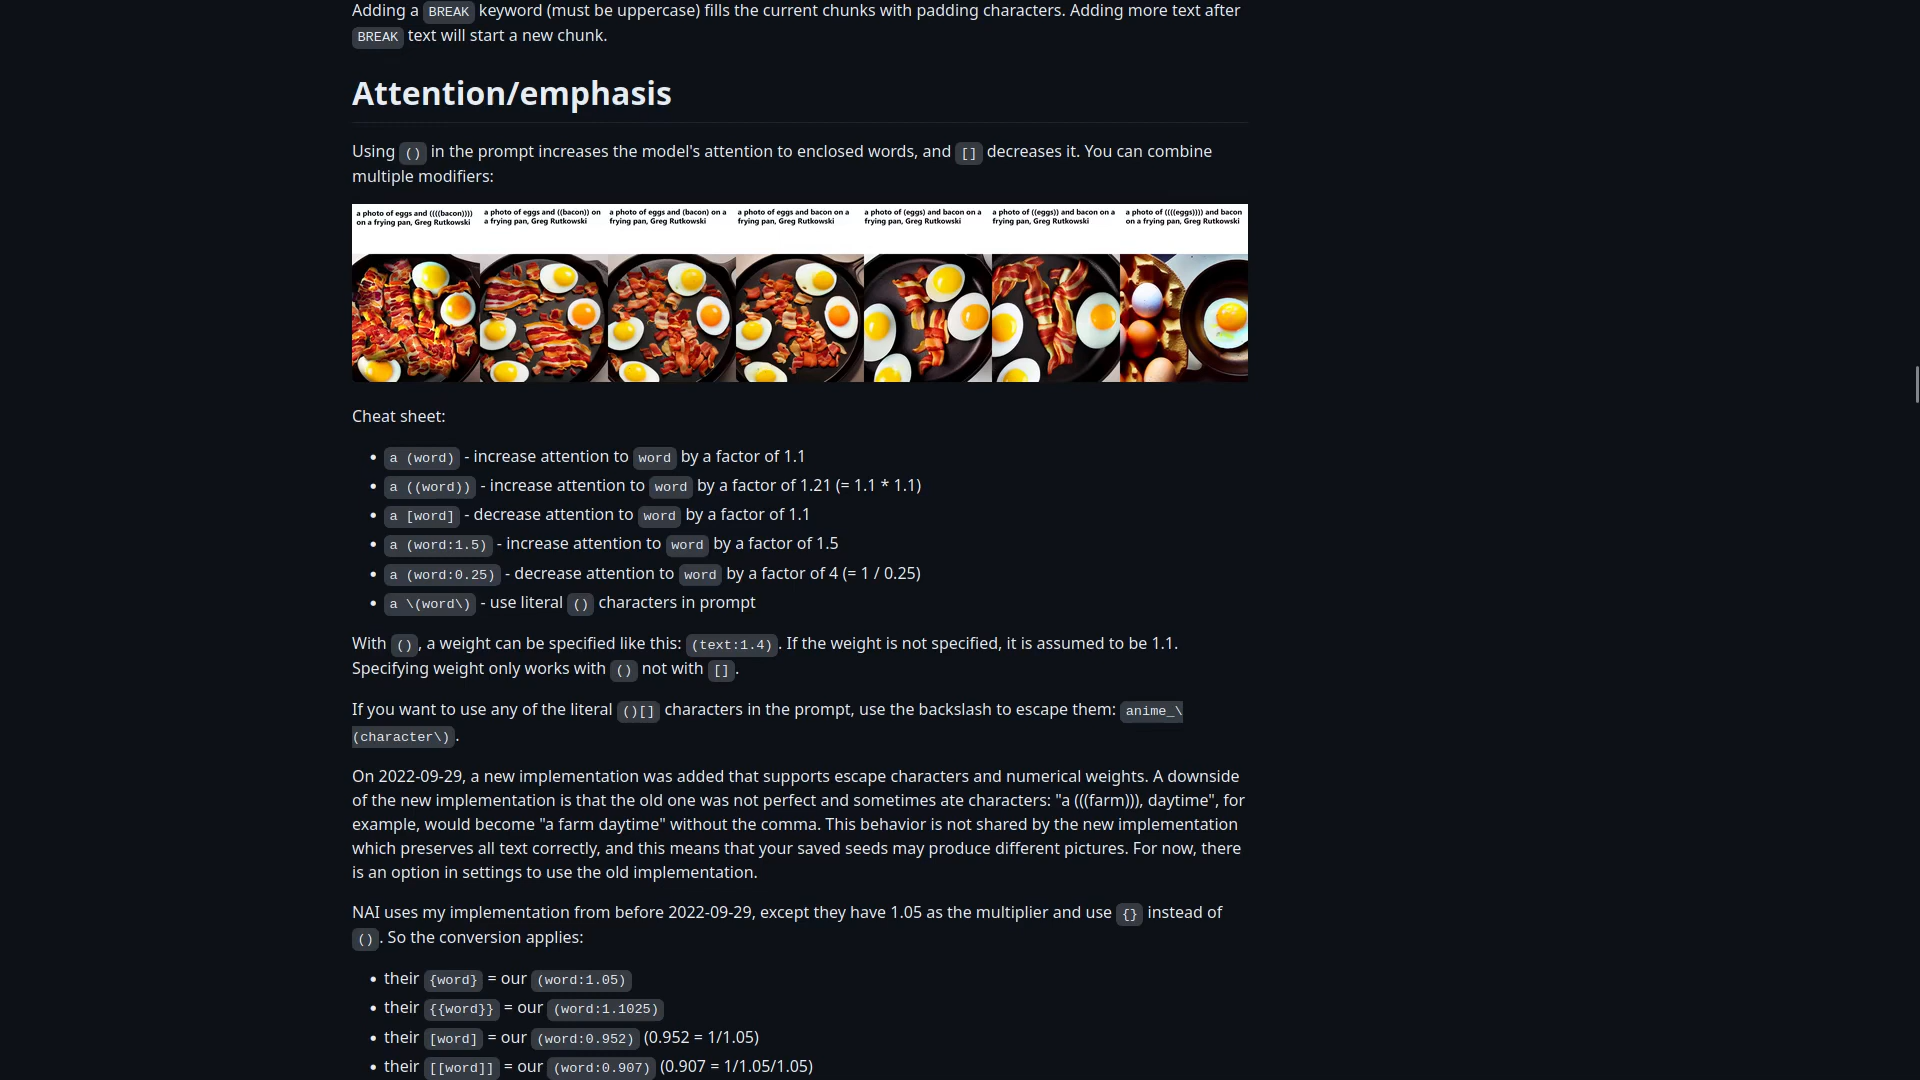 Adding a BREAK keyword (must be uppercase) fills the current chunks with padding characters. Adding more text after
BREAK text will start a new chunk.
Attention/emphasis
Using () in the prompt increases the model's attention to enclosed words, and [] decreases it. You can combine
multiple modifiers:
a photo of eggs and ((((bacon))))
on a frying pan, Greg Rutkowski
a photo of eggs and ((bacon)) on
a frying pan, Greg Rutkowski
a photo of eggs and (bacon) on a
frying pan, Greg Rutkowski
a photo of eggs and bacon on a
frying pan, Greg Rutkowski
a photo of (eggs) and bacon on a
frying pan, Greg Rutkowski
a photo of ((eggs)) and bacon on a
frying pan, Greg Rutkowski
a photo of ((((eggs)))) and bacon
on a frying pan, Greg Rutkowski
Cheat sheet:
• a (word) - increase attention to word by a factor of 1.1
• a ((word)) - increase attention to word by a factor of 1.21 (= 1.1 * 1.1)
• a [word] - decrease attention to word by a factor of 1.1
• a (word:1.5) - increase attention to word by a factor of 1.5
• a (word:0.25) - decrease attention to word by a factor of 4 (= 1 / 0.25)
• a \(word\) - use literal () characters in prompt
With (), a weight can be specified like this: (text:1.4). If the weight is not specified, it is assumed to be 1.1.
Specifying weight only works with () not with [].
If you want to use any of the literal ()[] characters in the prompt, use the backslash to escape them: anime_\
(character\).
On 2022-09-29, a new implementation was added that supports escape characters and numerical weights. A downside
of the new implementation is that the old one was not perfect and sometimes ate characters: "a (((farm))), daytime", for
example, would become "a farm daytime" without the comma. This behavior is not shared by the new implementation
which preserves all text correctly, and this means that your saved seeds may produce different pictures. For now, there
is an option in settings to use the old implementation.
NAI uses my implementation from before 2022-09-29, except they have 1.05 as the multiplier and use {} instead of
(). So the conversion applies:
• their {word} = our (word:1.05)
• their {{word}} = our (word:1.1025)
• their [word] = our (word:0.952) (0.952 = 1/1.05)
• their [[word]] = our (word:0.907) (0.907 = 1/1.05/1.05)